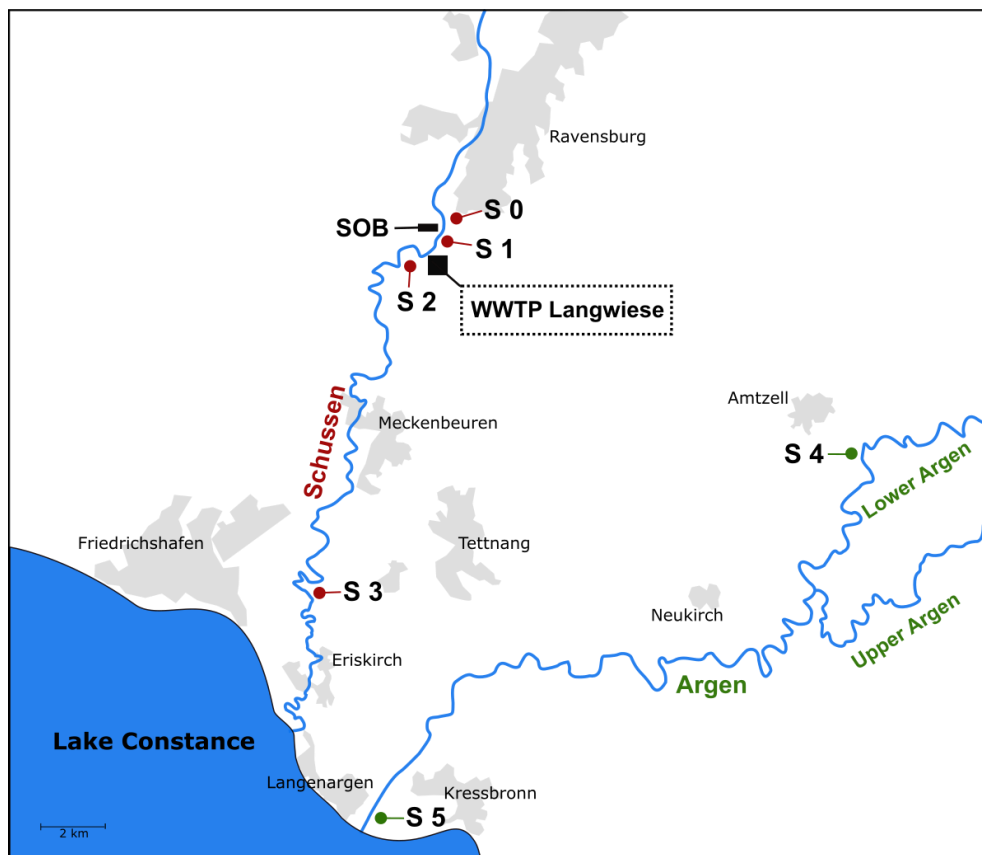 Ravensburg
S 0
SOB
S 1
S 2
WWTP Langwiese
Schussen
Meckenbeuren
Amtzell
S 4
Lower Argen
Friedrichshafen
Tettnang
S 3
Neukirch
Upper Argen
Eriskirch
Argen
Lake Constance
Langenargen
Kressbronn
S 5
2 km